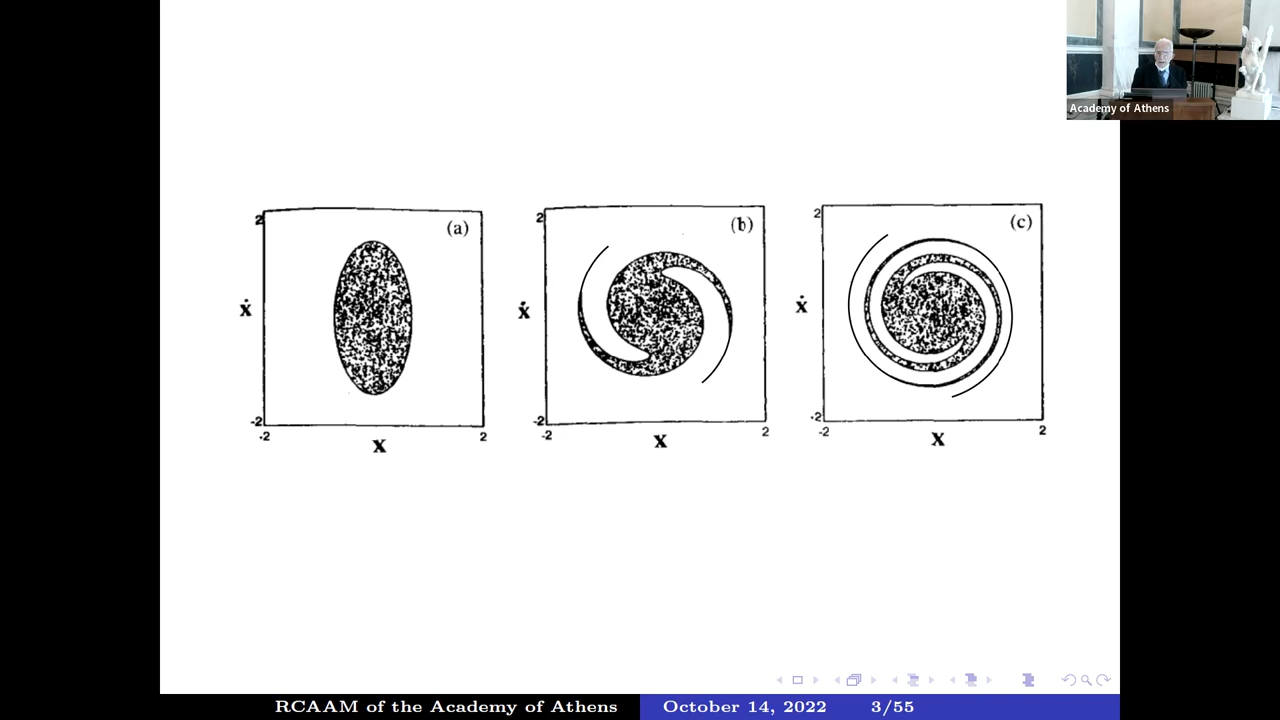 Academy of Athens
(a)
2
ẋ
-2
-2
2
X
(b)
2
ẋ
-2
-2
2
X
(c)
2
ẋ
-2
-2
2
X
RCAAM of the Academy of Athens
October 14, 2022
3/55